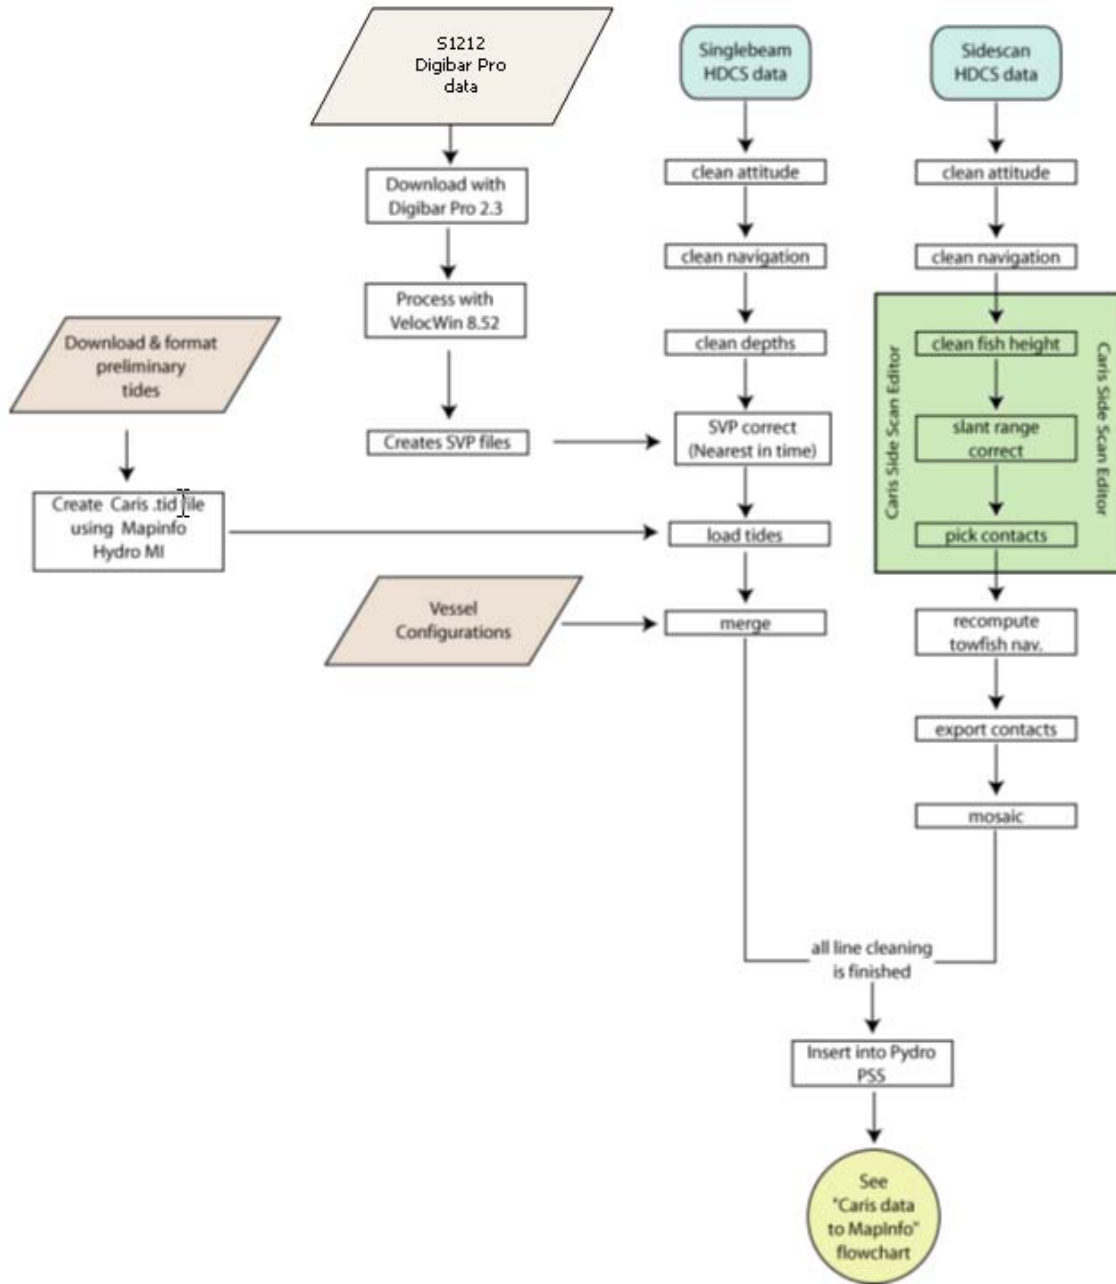 S1212
Digibar Pro
data
Download with
Digibar Pro 2.3
Process with
VelocWin 8.52
Creates SVP files
Download & format
preliminary
tides
Create Caris .tid file
using Mapinfo
Hydro MI
Vessel
Configurations
Singlebeam
HDCS data
clean attitude
clean navigation
clean depths
SVP correct
(Nearest in time)
load tides
merge
Sidescan
HDCS data
clean attitude
clean navigation
Caris Side Scan Editor
clean fish height
slant range
correct
pick contacts
Caris Side Scan Editor
recompute
towfish nav.
export contacts
mosaic
all line cleaning
is finished
Insert into Pydro
PSS
See
"Caris data
to MapInfo"
flowchart